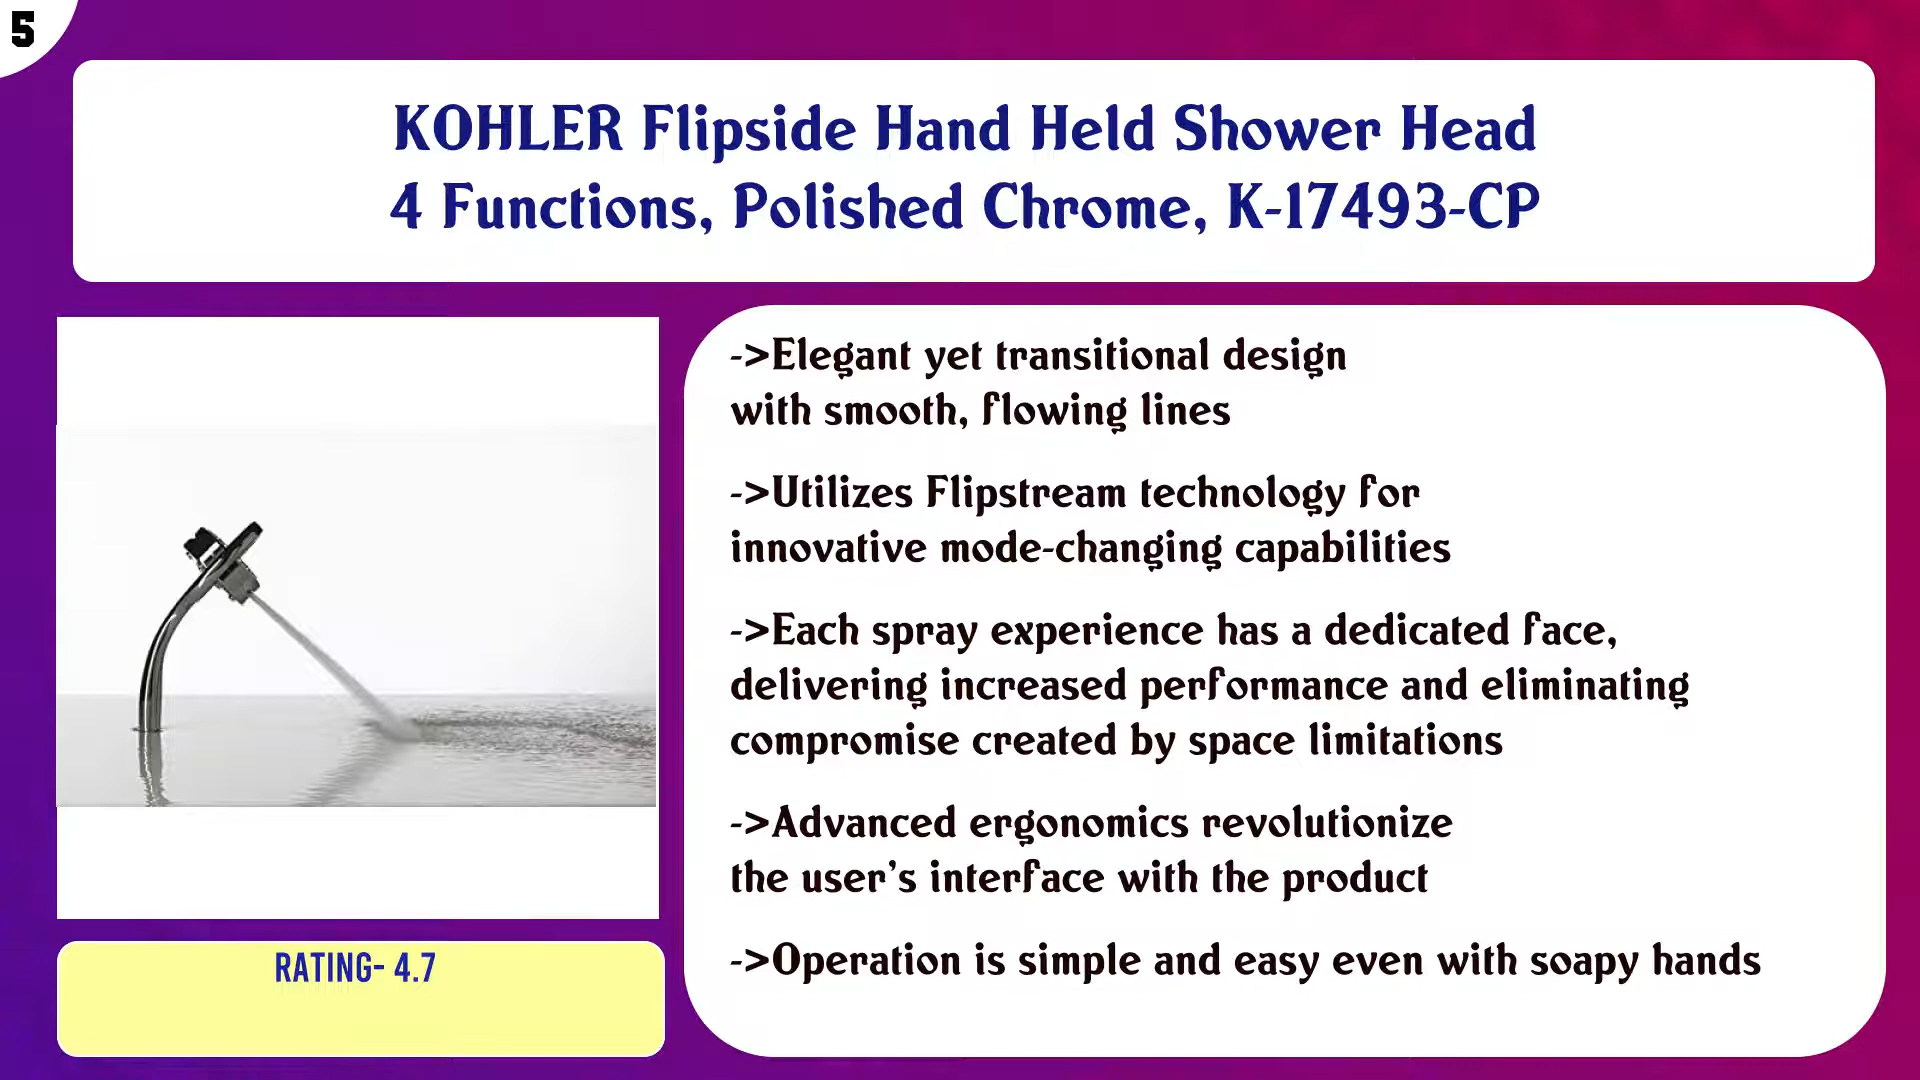 5
KOHLER Flipside Hand Held Shower Head
4 Functions, Polished Chrome, K-17493-CP
->Elegant yet transitional design
with smooth, flowing lines
->Utilizes Flipstream technology for
innovative mode-changing capabilities
->Each spray experience has a dedicated face,
delivering increased performance and eliminating
compromise created by space limitations
->Advanced ergonomics revolutionize
the user's interface with the product
->Operation is simple and easy even with soapy hands
RATING- 4.7